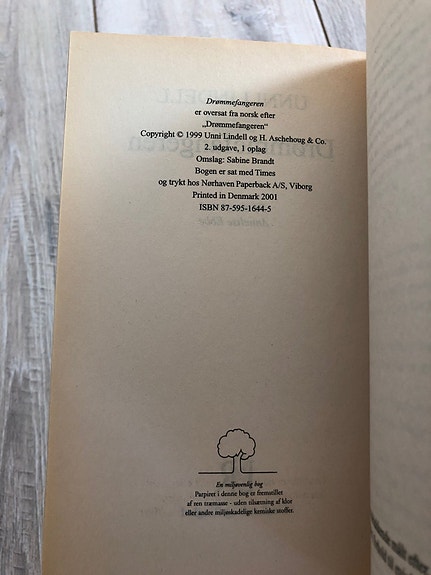 Drømmefangeren
er oversat fra norsk efter
„Drømmefangeren“
Copyright © 1999 Unni Lindell og H. Aschehoug & Co.
2. udgave, 1 oplag
Omslag: Sabine Brandt
Bogen er sat med Times
og trykt hos Nørhaven Paperback A/S, Viborg
Printed in Denmark 2001
ISBN 87-595-1644-5
En miljøvenlig bog
Papiret i denne bog er fremstillet
af ren træmasse - uden tilsætning af klor
eller andre miljøskadelige kemiske stoffer.